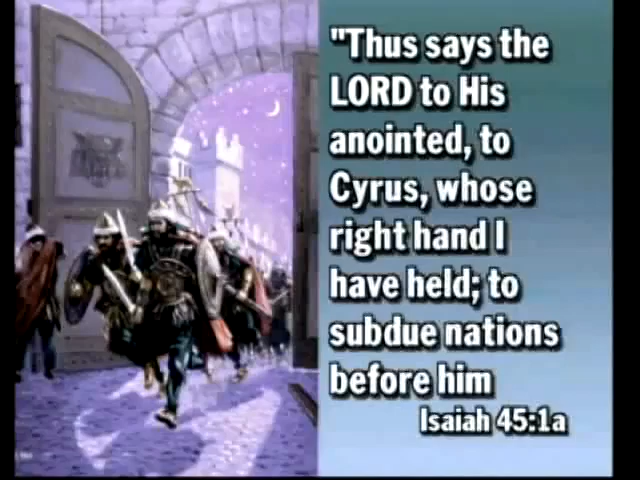 "Thus says the
LORD to His
anointed, to
Cyrus, whose
right hand I
have held; to
subdue nations
before him
Isaiah 45:1a